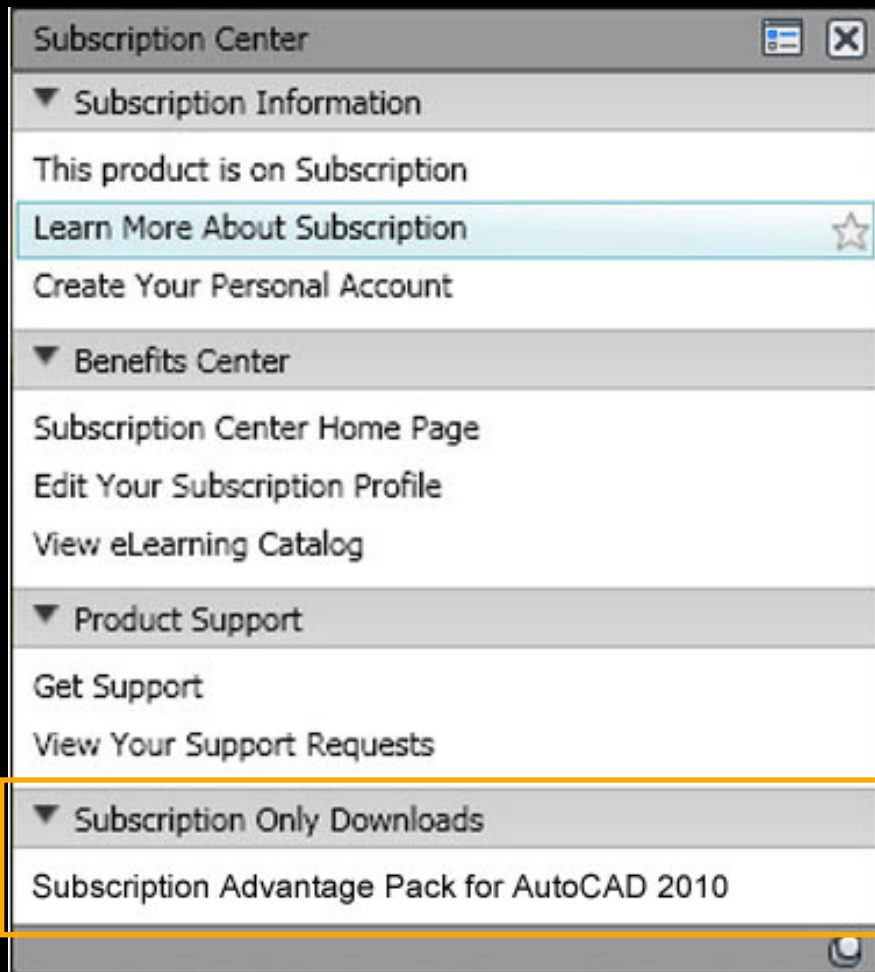 Subscription Center
Subscription Information
This product is on Subscription
Learn More About Subscription
Create Your Personal Account
Benefits Center
Subscription Center Home Page
Edit Your Subscription Profile
View eLearning Catalog
Product Support
Get Support
View Your Support Requests
Subscription Only Downloads
Subscription Advantage Pack for AutoCAD 2010